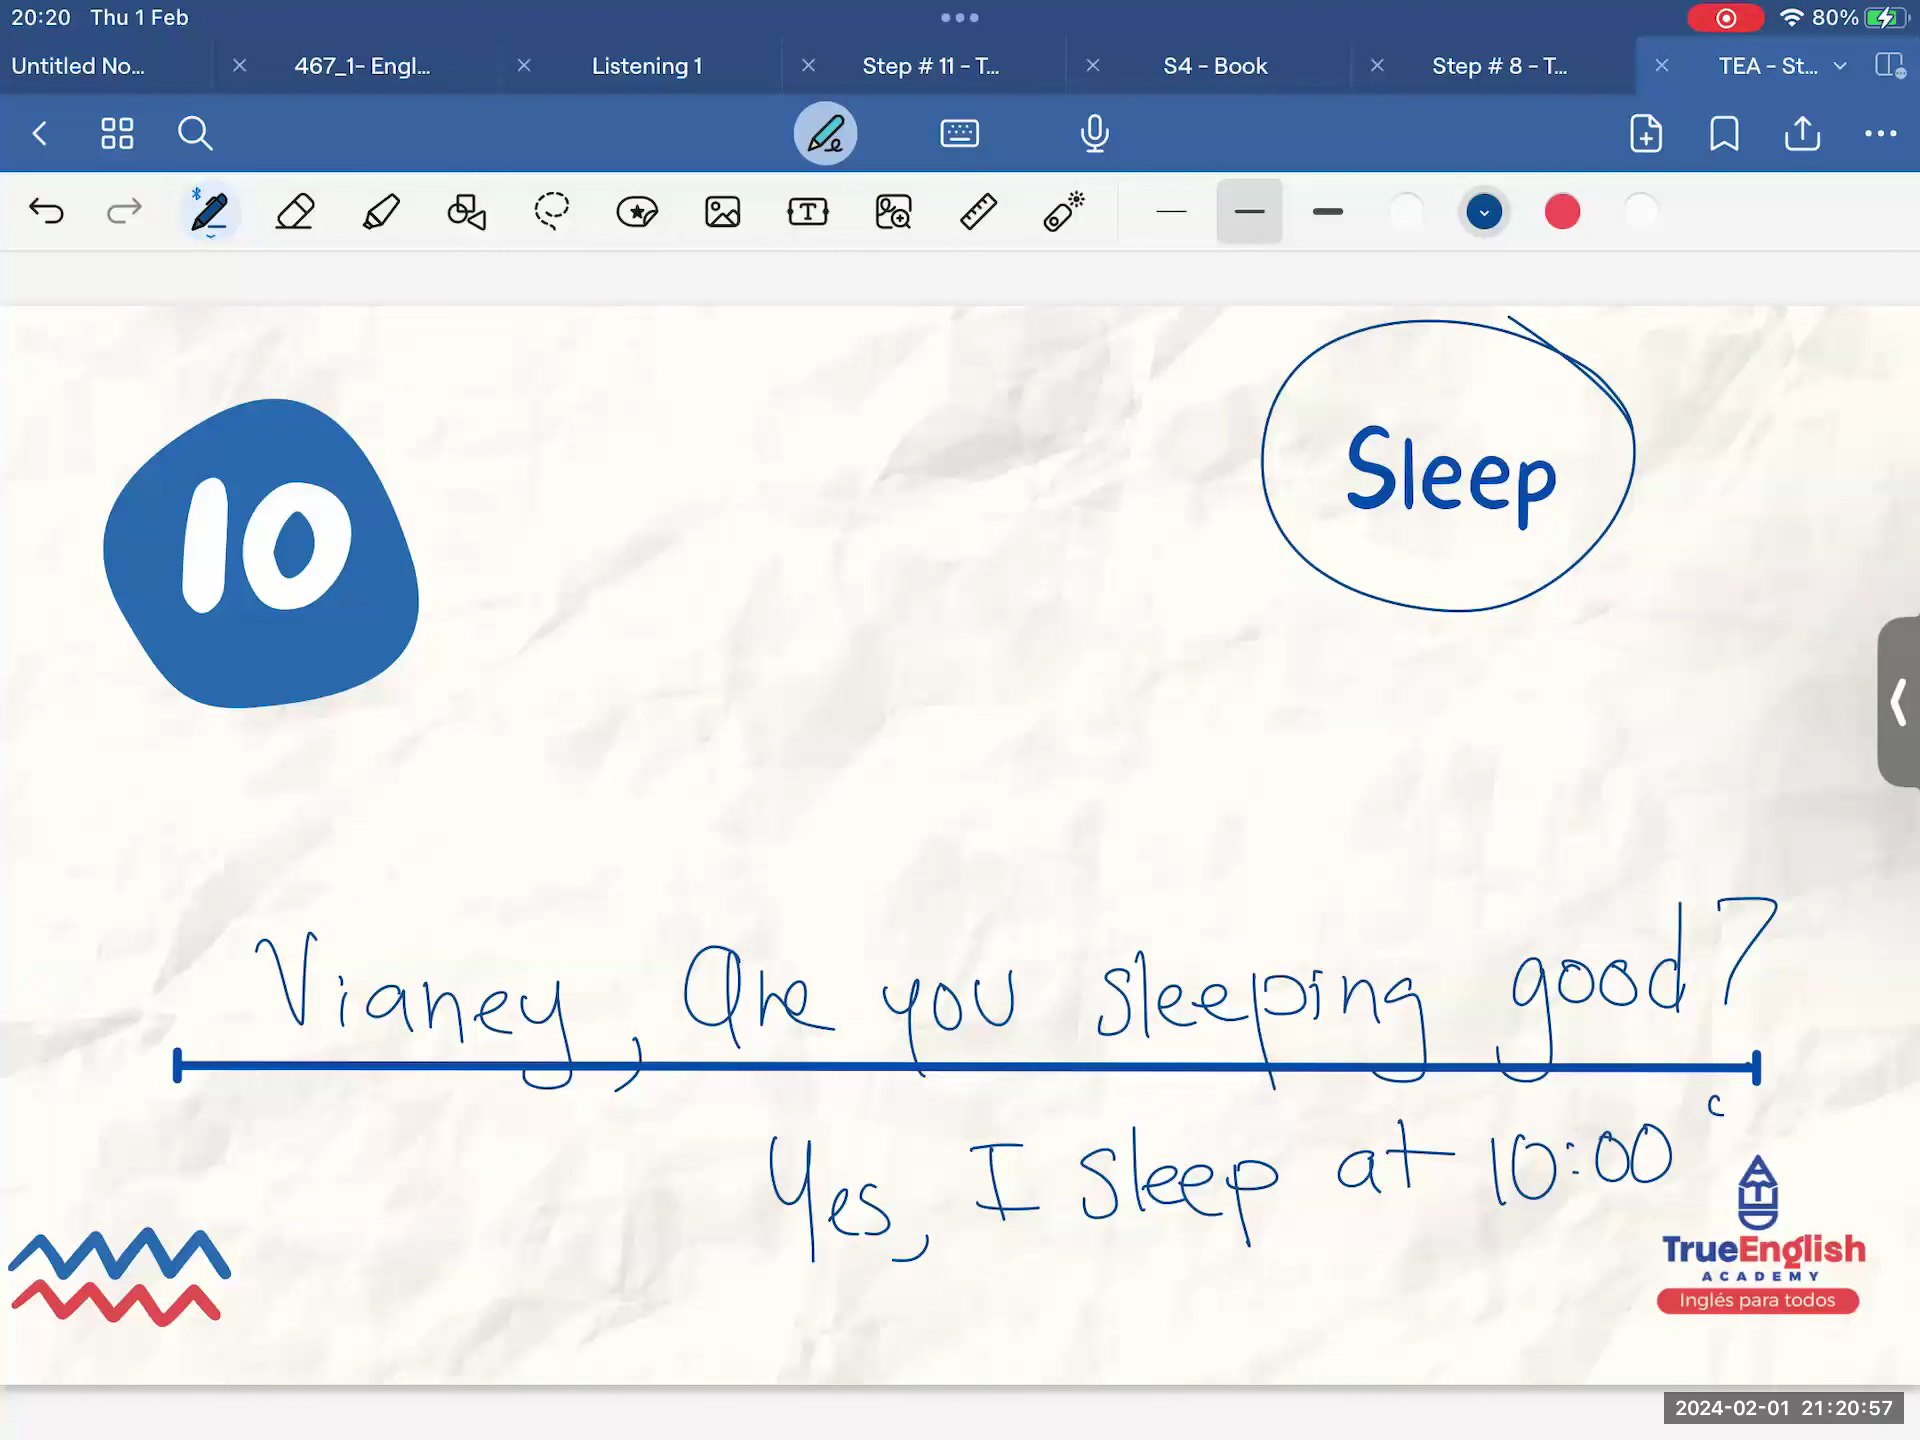 20:20 Thu 1 Feb
80%
Untitled No...
467_1- Engl...
Listening 1
Step # 11 - T...
S4 - Book
Step # 8 - T...
TEA - St...
10
Sleep
Vianey, Are you sleeping good?
c
Yes, I sleep at 10:00
TrueEnglish
ACADEMY
Inglés para todos
2024-02-01 21:20:57